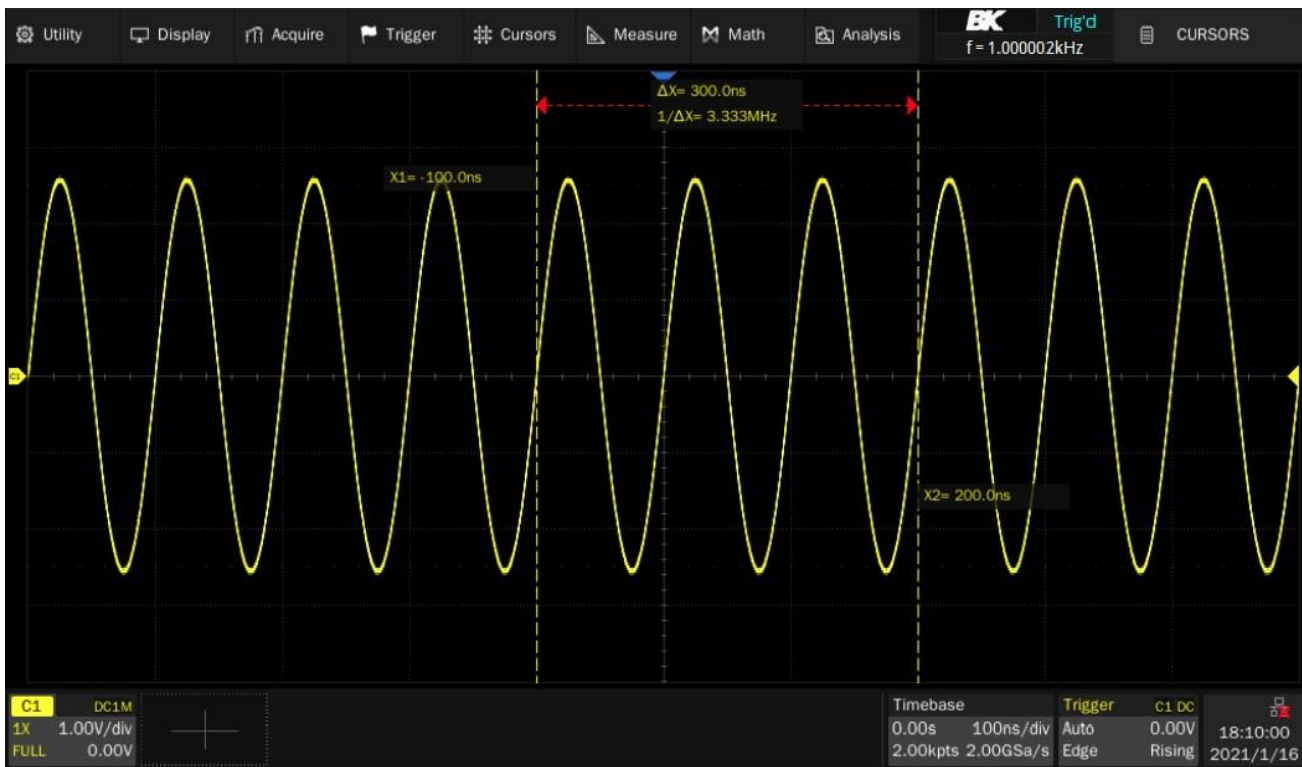 Utility Display Acquire Trigger Cursors Measure Math Analysis BK Trig'd CURSORS
f = 1.000002kHz
ΔX= 300.0ns
1/ΔX= 3.333MHz
X1= -100.0ns
C1
X2= 200.0ns
C1 DC1M
1X 1.00V/div
FULL 0.00V
Timebase
0.00s 100ns/div
2.00kpts 2.00GSa/s
Trigger C1 DC
Auto 0.00V
Edge Rising
18:10:00
2021/1/16